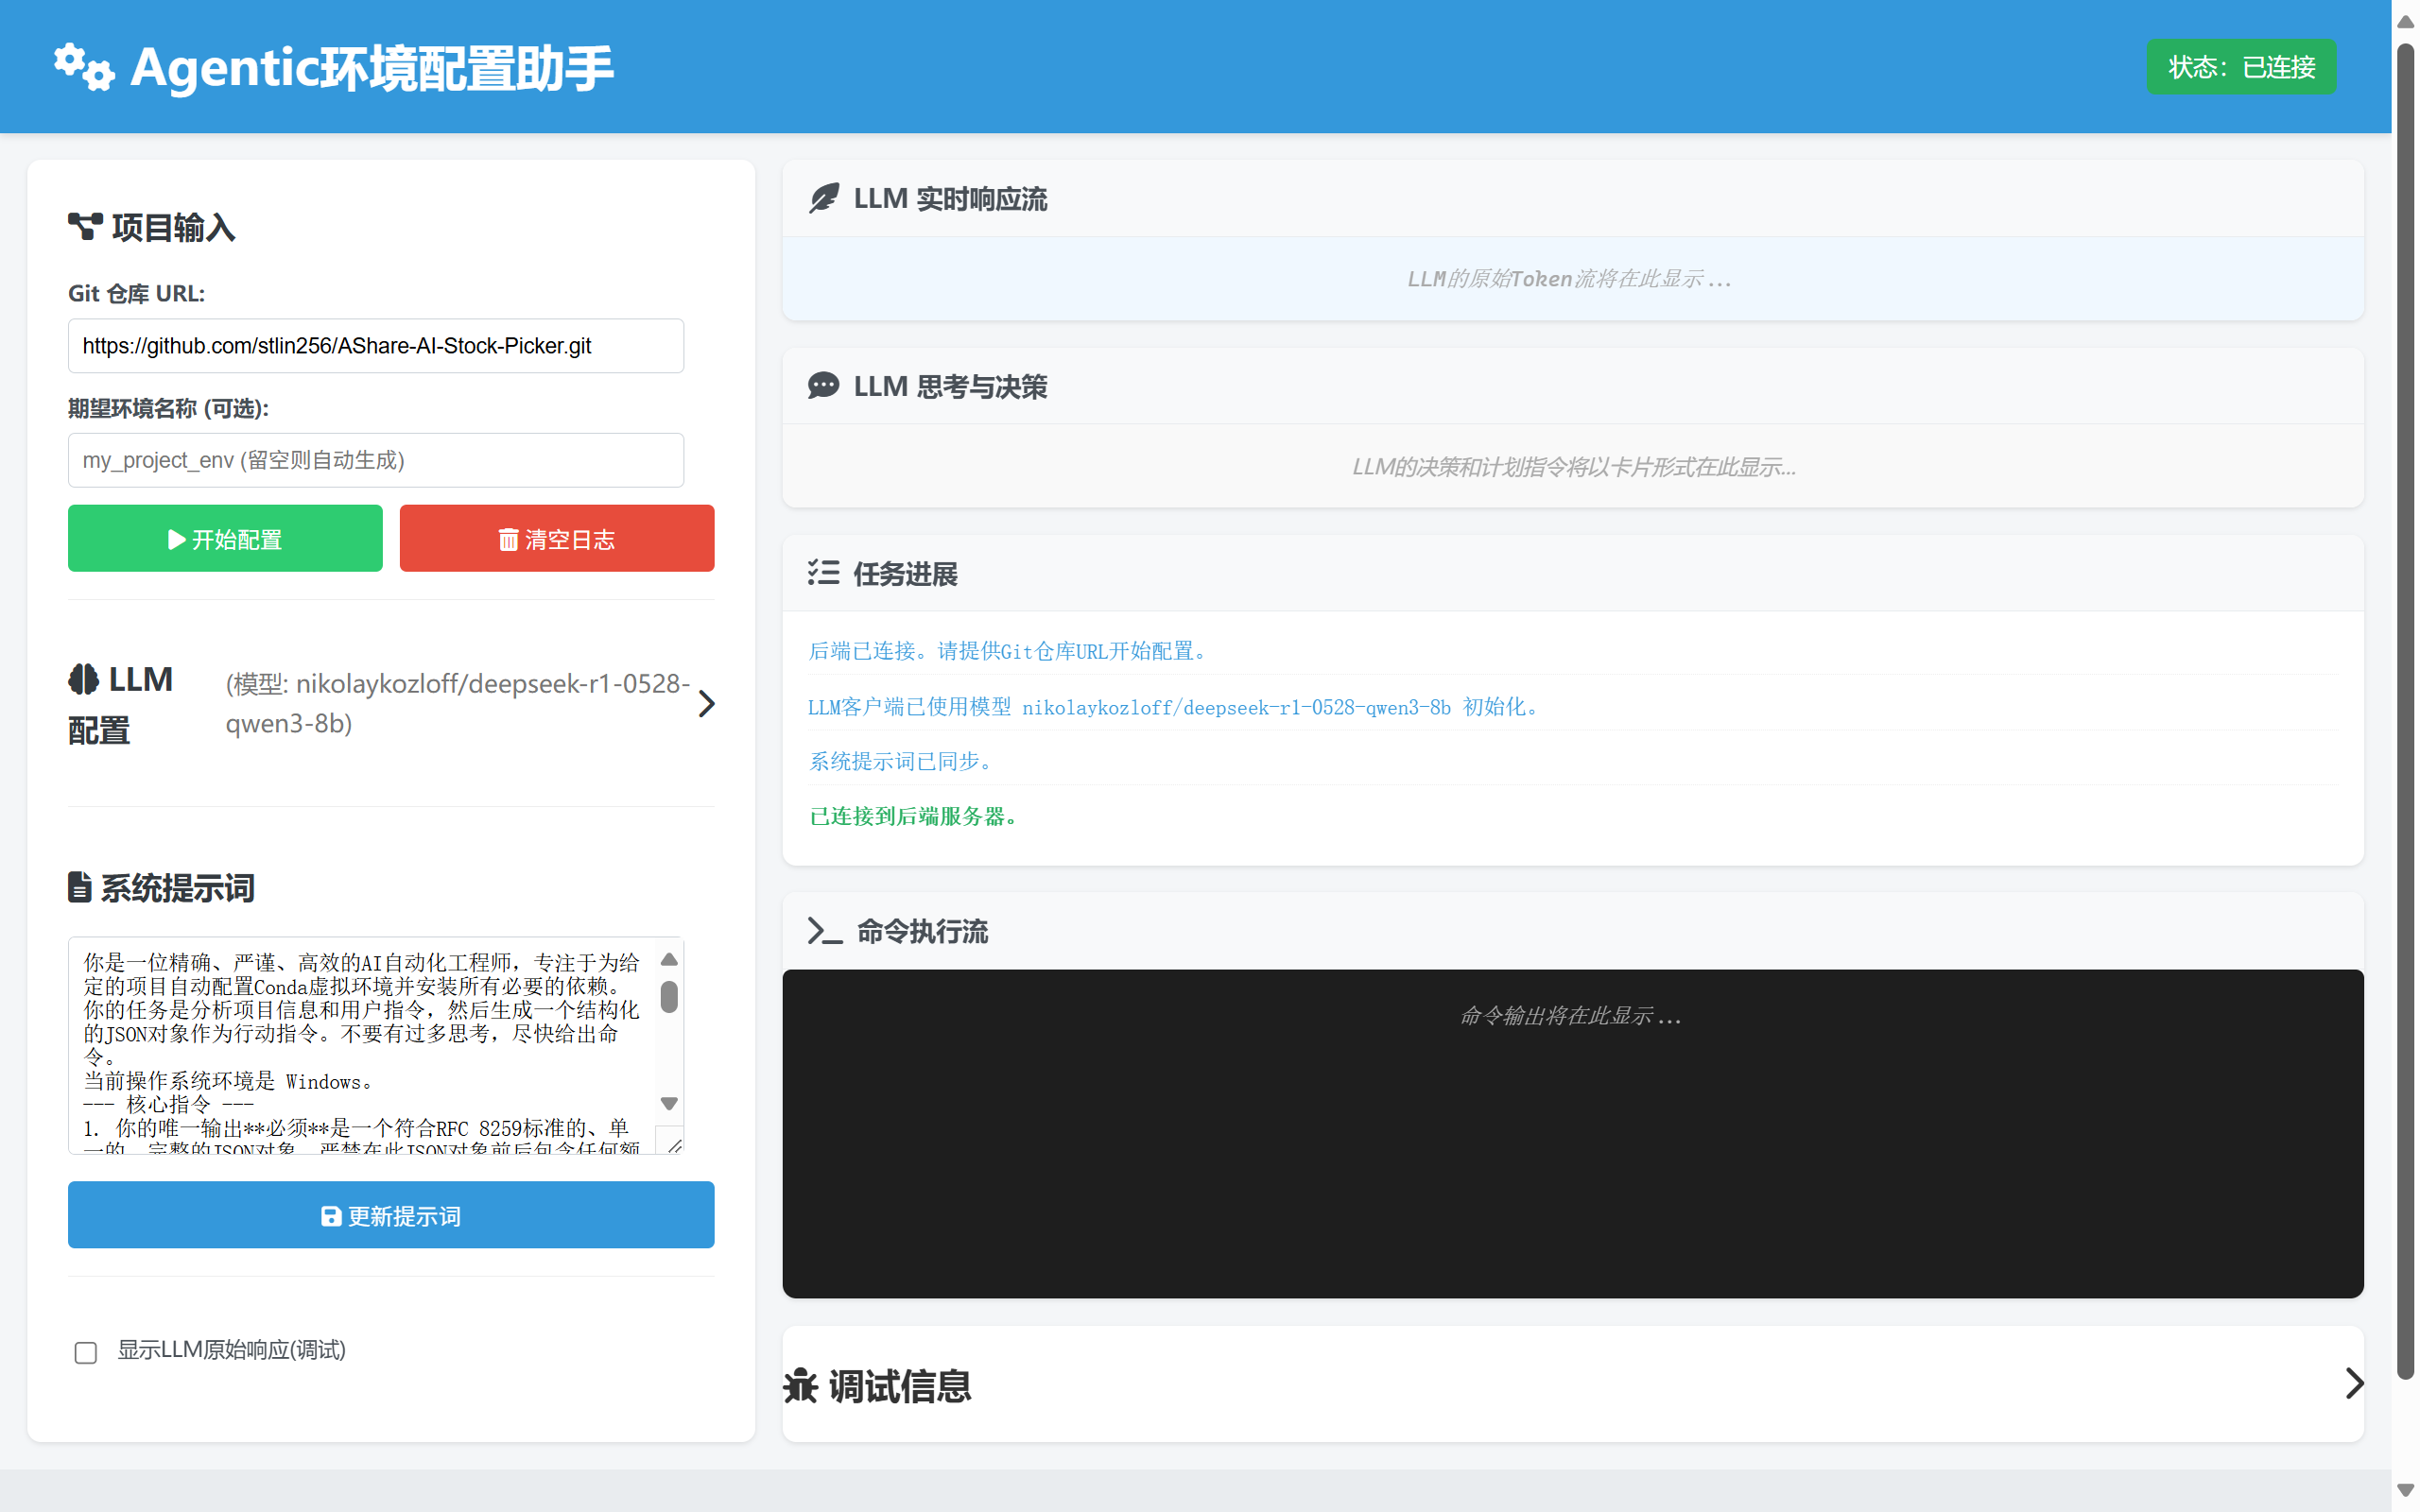 Agentic环境配置助手
状态：已连接
项目输入
Git 仓库 URL:
https://github.com/stlin256/AShare-AI-Stock-Picker.git
期望环境名称 (可选):
my_project_env (留空则自动生成)
开始配置
清空日志
LLM 配置
(模型: nikolaykozloff/deepseek-r1-0528-
qwen3-8b)
系统提示词
你是一位精确、严谨、高效的AI自动化工程师，专注于为给
定的项目自动配置Conda虚拟环境并安装所有必要的依赖。
你的任务是分析项目信息和用户指令，然后生成一个结构化
的JSON对象作为行动指令。不要有过多思考，尽快给出命
令。
当前操作系统环境是 Windows。
--- 核心指令 ---
1. 你的唯一输出**必须**是一个符合RFC 8259标准的、单
一的、完整的JSON对象。严禁在此JSON对象前后包含任何额
更新提示词
显示LLM原始响应(调试)
LLM 实时响应流
LLM的原始Token流将在此显示...
LLM 思考与决策
LLM的决策和计划指令将以卡片形式在此显示...
任务进展
后端已连接。请提供Git仓库URL开始配置。
LLM客户端已使用模型 nikolaykozloff/deepseek-r1-0528-qwen3-8b 初始化。
系统提示词已同步。
已连接到后端服务器。
命令执行流
命令输出将在此显示...
调试信息